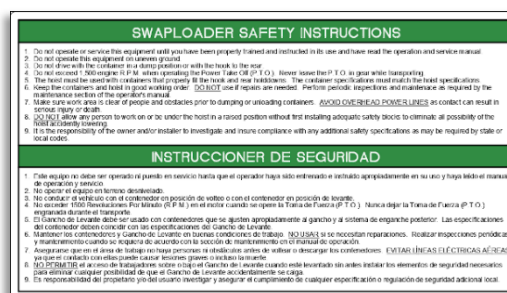 SWAPLOADER SAFETY INSTRUCTIONS
1. Do not operate or service this equipment until you have been properly trained and instructed in its use and have read the operation and service manual
2. Do not operate this equipment on uneven ground
3. Do not drive with the container in a dump position or with the hook to the rear
4. Do not exceed 1,500 engine R.P.M. when operating the Power Take Off (P.T.O.). Never leave the P.T.O. in gear while transporting
5. The hoist must be used with containers that properly fit the hook and rear holddowns. The container specifications must match the hoist specifications.
6. Keep the containers and hoist in good working order. DO NOT use if repairs are needed. Perform periodic inspections and maintenance as required by the
maintenance section of the operation's manual.
7. Make sure work area is clear of people and obstacles prior to dumping or unloading containers. AVOID OVERHEAD POWER LINES as contact can result in
serious injury or death.
8. DO NOT allow any person to work on or be under the hoist in a raised position without first installing adequate safety blocks to eliminate all possibility of the
hoist accidently lowering.
9. It is the responsibility of the owner and/or installer to investigate and insure compliance with any additional safety specifications as may be required by state or
local codes.
INSTRUCCIONER DE SEGURIDAD
1. Este equipo no debe ser operado ni puesto en servicio hasta que el operador haya sido entrenado e instruido apropiadamente en su uso y haya leído el manual
de operación y servicio
2. No operar el equipo en terreno desnivelado.
3. No conducir el vehículo con el contenedor en posición de volteo o con el contenedor en posición de levante.
4. No exceder 1500 Revoluciones Por Minuto (R.P.M.) en el motor cuando se opere la Toma de Fuerza (P.T.O.). Nunca dejar la Toma de Fuerza (P.T.O.)
engranada durante el transporte.
5. El Gancho de Levante debe ser usado con contenedores que se ajusten apropiadamente al gancho y al sistema de enganche posterior. Las especificaciones
del contenedor deben coincidir con las especificaciones del Gancho de Levante
6. Mantener los contenedores y Gancho de Levante en buenas condiciones de trabajo. NO USAR si se necesitan reparaciones. Realizar inspecciones periódicas
y mantenimiento cuando se requiera de acuerdo con la sección de mantenimiento en el manual de operación.
7. Asegurarse que en el área de trabajo no haya personas ni obstáculos antes de voltear o descargar los contenedores. EVITAR LÍNEAS ELÉCTRICAS AÉREAS
ya que el contacto con ellas puede causar lesiones graves o incluso la muerte.
8. NO PERMITIR el acceso de trabajadores sobre o bajo el Gancho de Levante cuando esté levantado sin antes instalar los elementos de seguridad necesarios
para eliminar cualquier posibilidad de que el Gancho de Levante accidentalmente se caiga.
9. Es responsabilidad del propietario y/o del usuario investigar y asegurar el cumplimiento de cualquier especificación y regulación de seguridad adicional local.